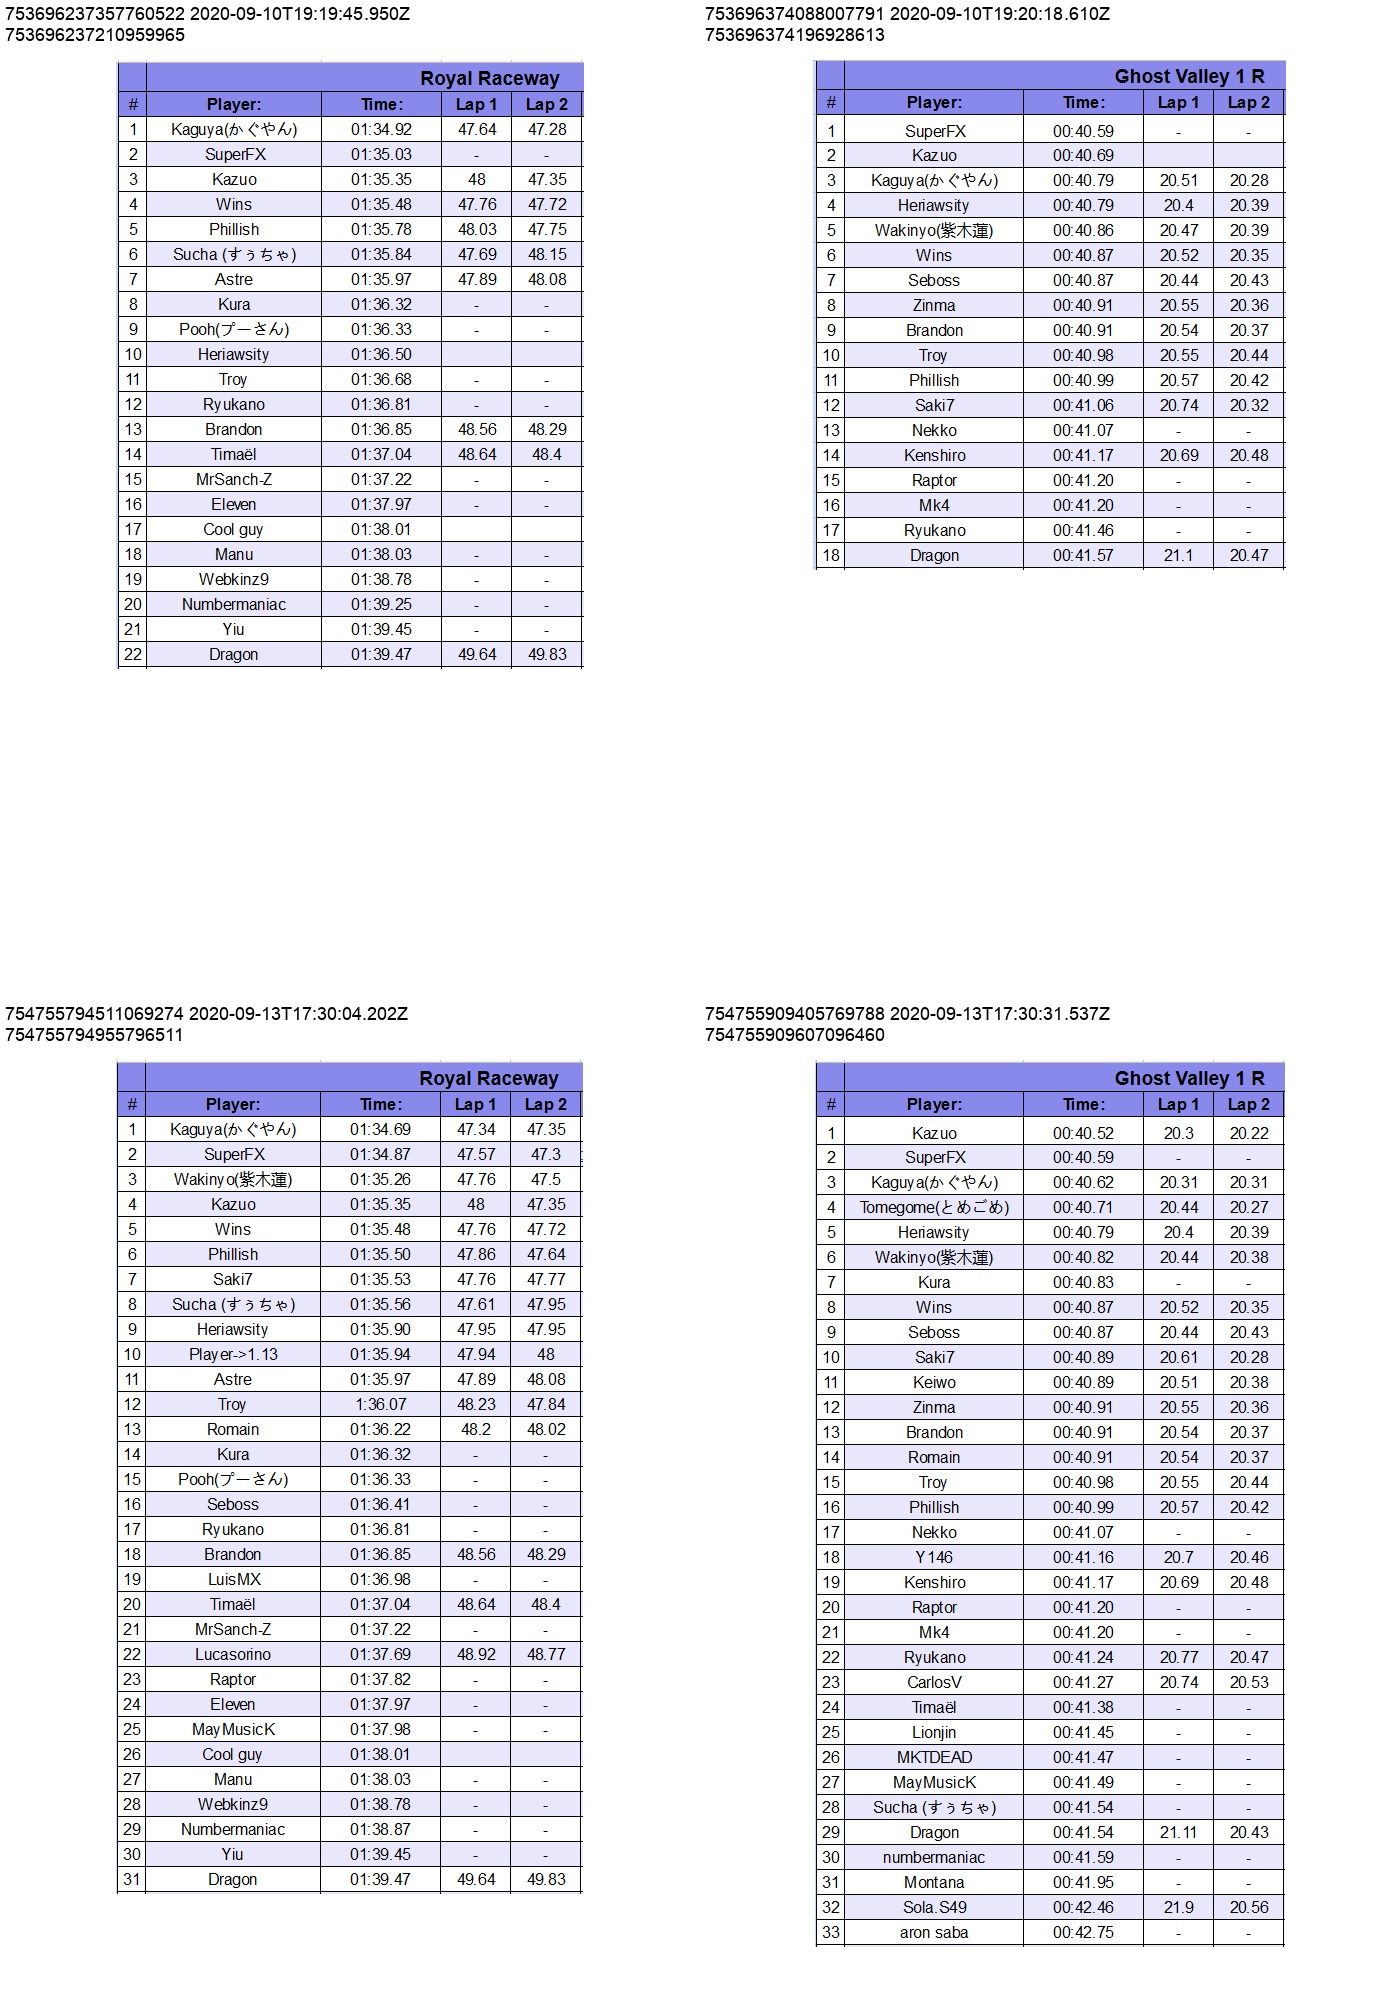 753696237357760522 2020-09-10T19:19:45.950Z
753696237210959965
Royal Raceway
# Player: Time: Lap 1 Lap 2
1 Kaguya(かぐやん) 01:34.92 47.64 47.28
2 SuperFX 01:35.03 - -
3 Kazuo 01:35.35 48 47.35
4 Wins 01:35.48 47.76 47.72
5 Phillish 01:35.78 48.03 47.75
6 Sucha (すぅちゃ) 01:35.84 47.69 48.15
7 Astre 01:35.97 47.89 48.08
8 Kura 01:36.32 - -
9 Pooh(プーさん) 01:36.33 - -
10 Heriawsity 01:36.50
11 Troy 01:36.68 - -
12 Ryukano 01:36.81 - -
13 Brandon 01:36.85 48.56 48.29
14 Timaël 01:37.04 48.64 48.4
15 MrSanch-Z 01:37.22 - -
16 Eleven 01:37.97 - -
17 Cool guy 01:38.01
18 Manu 01:38.03 - -
19 Webkinz9 01:38.78 - -
20 Numbermaniac 01:39.25 - -
21 Yiu 01:39.45 - -
22 Dragon 01:39.47 49.64 49.83
753696374088007791 2020-09-10T19:20:18.610Z
753696374196928613
Ghost Valley 1 R
# Player: Time: Lap 1 Lap 2
1 SuperFX 00:40.59 - -
2 Kazuo 00:40.69
3 Kaguya(かぐやん) 00:40.79 20.51 20.28
4 Heriawsity 00:40.79 20.4 20.39
5 Wakinyo(紫木蓮) 00:40.86 20.47 20.39
6 Wins 00:40.87 20.52 20.35
7 Seboss 00:40.87 20.44 20.43
8 Zinma 00:40.91 20.55 20.36
9 Brandon 00:40.91 20.54 20.37
10 Troy 00:40.98 20.55 20.44
11 Phillish 00:40.99 20.57 20.42
12 Saki7 00:41.06 20.74 20.32
13 Nekko 00:41.07 - -
14 Kenshiro 00:41.17 20.69 20.48
15 Raptor 00:41.20 - -
16 Mk4 00:41.20 - -
17 Ryukano 00:41.46 - -
18 Dragon 00:41.57 21.1 20.47
754755794511069274 2020-09-13T17:30:04.202Z
754755794955796511
Royal Raceway
# Player: Time: Lap 1 Lap 2
1 Kaguya(かぐやん) 01:34.69 47.34 47.35
2 SuperFX 01:34.87 47.57 47.3
3 Wakinyo(紫木蓮) 01:35.26 47.76 47.5
4 Kazuo 01:35.35 48 47.35
5 Wins 01:35.48 47.76 47.72
6 Phillish 01:35.50 47.86 47.64
7 Saki7 01:35.53 47.76 47.77
8 Sucha (すぅちゃ) 01:35.56 47.61 47.95
9 Heriawsity 01:35.90 47.95 47.95
10 Player->1.13 01:35.94 47.94 48
11 Astre 01:35.97 47.89 48.08
12 Troy 1:36.07 48.23 47.84
13 Romain 01:36.22 48.2 48.02
14 Kura 01:36.32 - -
15 Pooh(プーさん) 01:36.33 - -
16 Seboss 01:36.41 - -
17 Ryukano 01:36.81 - -
18 Brandon 01:36.85 48.56 48.29
19 LuisMX 01:36.98 - -
20 Timaël 01:37.04 48.64 48.4
21 MrSanch-Z 01:37.22 - -
22 Lucasorino 01:37.69 48.92 48.77
23 Raptor 01:37.82 - -
24 Eleven 01:37.97 - -
25 MayMusicK 01:37.98 - -
26 Cool guy 01:38.01
27 Manu 01:38.03 - -
28 Webkinz9 01:38.78 - -
29 Numbermaniac 01:38.87 - -
30 Yiu 01:39.45 - -
31 Dragon 01:39.47 49.64 49.83
754755909405769788 2020-09-13T17:30:31.537Z
754755909607096460
Ghost Valley 1 R
# Player: Time: Lap 1 Lap 2
1 Kazuo 00:40.52 20.3 20.22
2 SuperFX 00:40.59 - -
3 Kaguya(かぐやん) 00:40.62 20.31 20.31
4 Tomegome(とめごめ) 00:40.71 20.44 20.27
5 Heriawsity 00:40.79 20.4 20.39
6 Wakinyo(紫木蓮) 00:40.82 20.44 20.38
7 Kura 00:40.83 - -
8 Wins 00:40.87 20.52 20.35
9 Seboss 00:40.87 20.44 20.43
10 Saki7 00:40.89 20.61 20.28
11 Keiwo 00:40.89 20.51 20.38
12 Zinma 00:40.91 20.55 20.36
13 Brandon 00:40.91 20.54 20.37
14 Romain 00:40.91 20.54 20.37
15 Troy 00:40.98 20.55 20.44
16 Phillish 00:40.99 20.57 20.42
17 Nekko 00:41.07 - -
18 Y146 00:41.16 20.7 20.46
19 Kenshiro 00:41.17 20.69 20.48
20 Raptor 00:41.20 - -
21 Mk4 00:41.20 - -
22 Ryukano 00:41.24 20.77 20.47
23 CarlosV 00:41.27 20.74 20.53
24 Timaël 00:41.38 - -
25 Lionjin 00:41.45 - -
26 MKTDEAD 00:41.47 - -
27 MayMusicK 00:41.49 - -
28 Sucha (すぅちゃ) 00:41.54 - -
29 Dragon 00:41.54 21.11 20.43
30 numbermaniac 00:41.59 - -
31 Montana 00:41.95 - -
32 Sola.S49 00:42.46 21.9 20.56
33 aron saba 00:42.75 - -